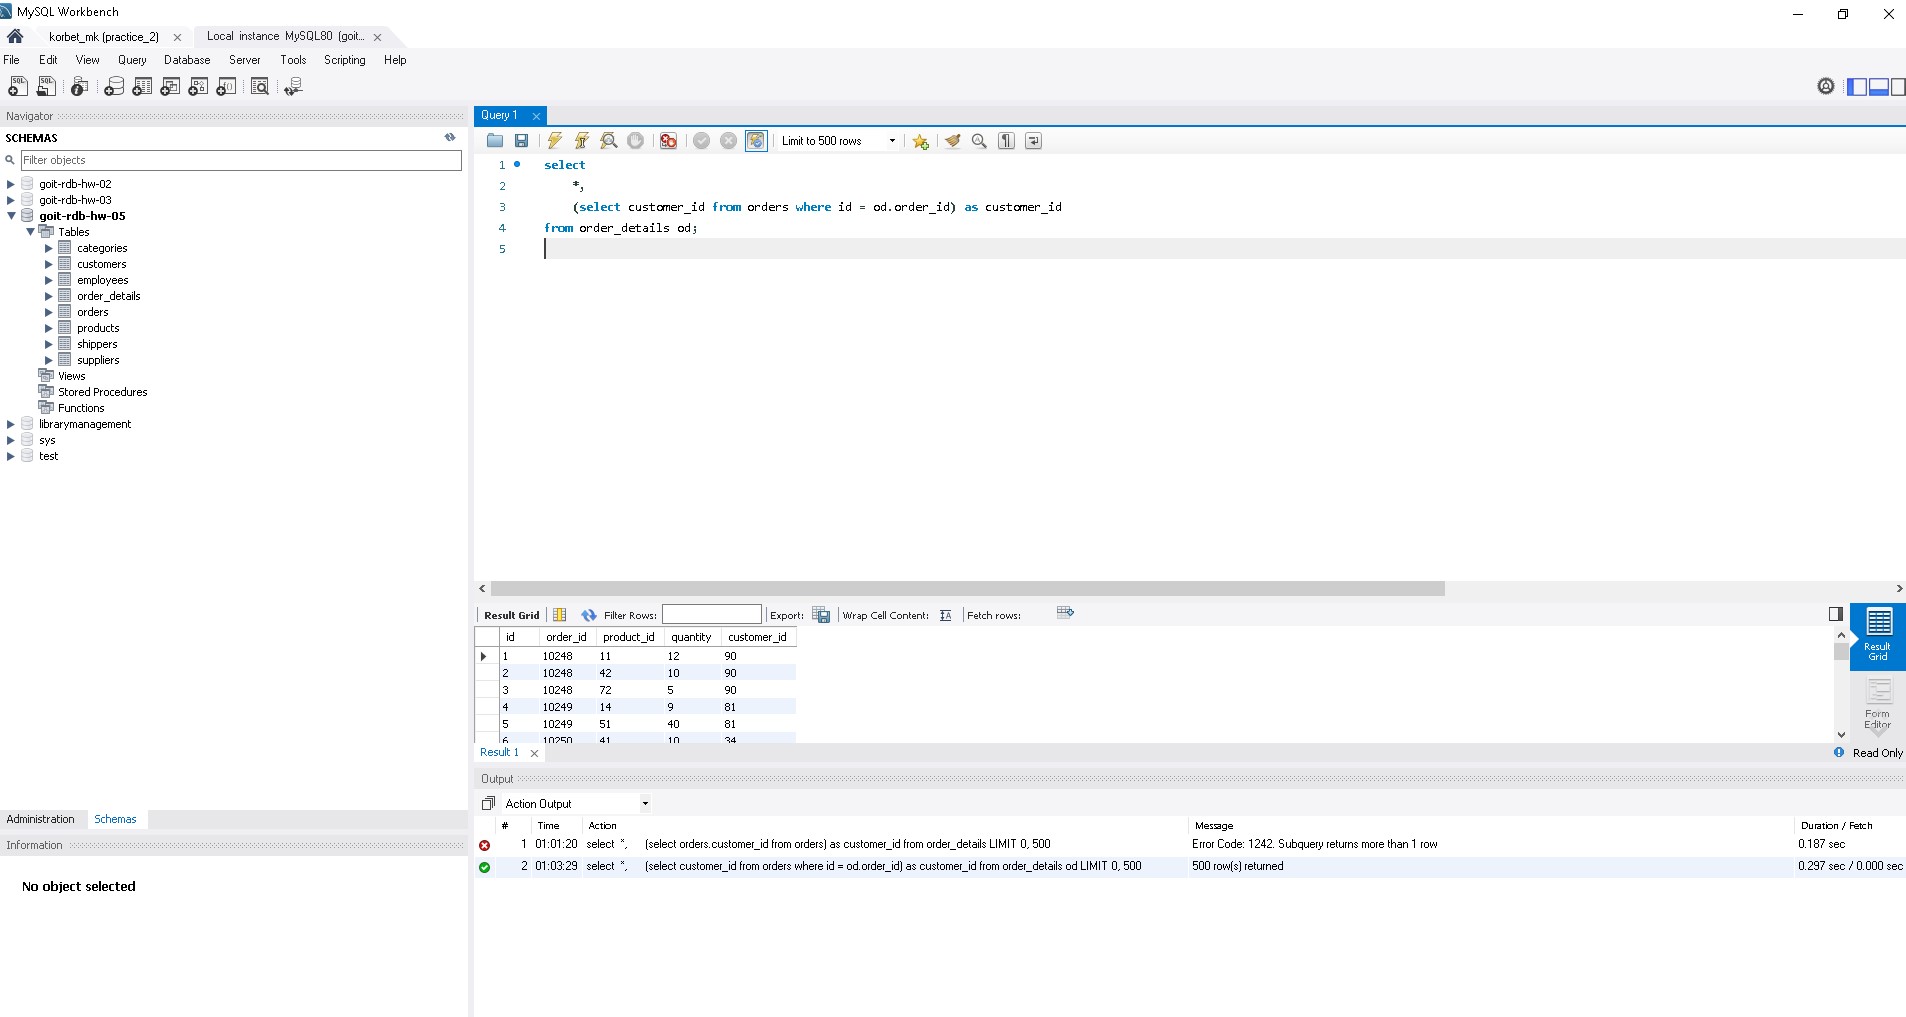 MySQL Workbench
korbet_mk (practice_2)
Local instance MySQL80 (goit...
File Edit View Query Database Server Tools Scripting Help
Navigator
SCHEMAS
Filter objects
goit-rdb-hw-02
goit-rdb-hw-03
goit-rdb-hw-05
Tables
categories
customers
employees
order_details
orders
products
shippers
suppliers
Views
Stored Procedures
Functions
librarymanagement
sys
test
Administration Schemas
Information
No object selected
Query 1
Limit to 500 rows
1 select
2 *,
3 (select customer_id from orders where id = od.order_id) as customer_id
4 from order_details od;
5
Result Grid Filter Rows: Export: Wrap Cell Content: Fetch rows:
id order_id product_id quantity customer_id
1 10248 11 12 90
2 10248 42 10 90
3 10248 72 5 90
4 10249 14 9 81
5 10249 51 40 81
6 10250 41 10 34
Result Grid
Form Editor
Result 1
Read Only
Output
Action Output
# Time Action Message Duration / Fetch
1 01:01:20 select *, (select orders.customer_id from orders) as customer_id from order_details LIMIT 0, 500 Error Code: 1242. Subquery returns more than 1 row 0.187 sec
2 01:03:29 select *, (select customer_id from orders where id = od.order_id) as customer_id from order_details od LIMIT 0, 500 500 row(s) returned 0.297 sec / 0.000 sec